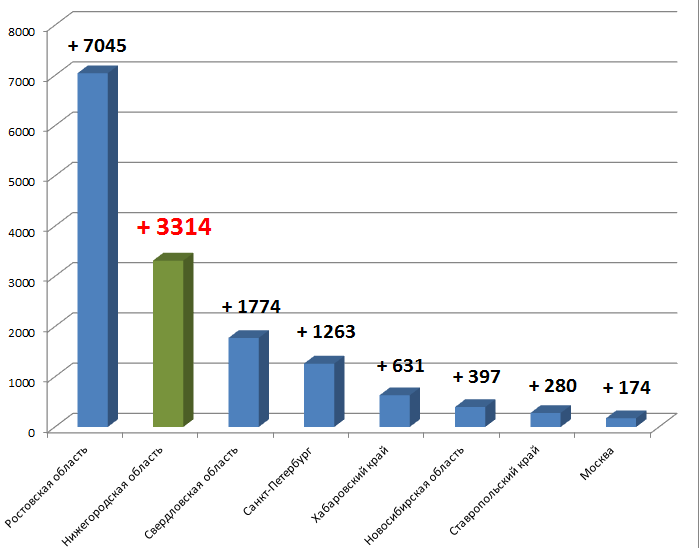 8000
7000
6000
5000
4000
3000
2000
1000
0
+ 7045
+ 3314
+ 1774
+ 1263
+ 631
+ 397
+ 280
+ 174
Ростовская область
Нижегородская область
Свердловская область
Санкт-Петербург
Хабаровский край
Новосибирская область
Ставропольский край
Москва